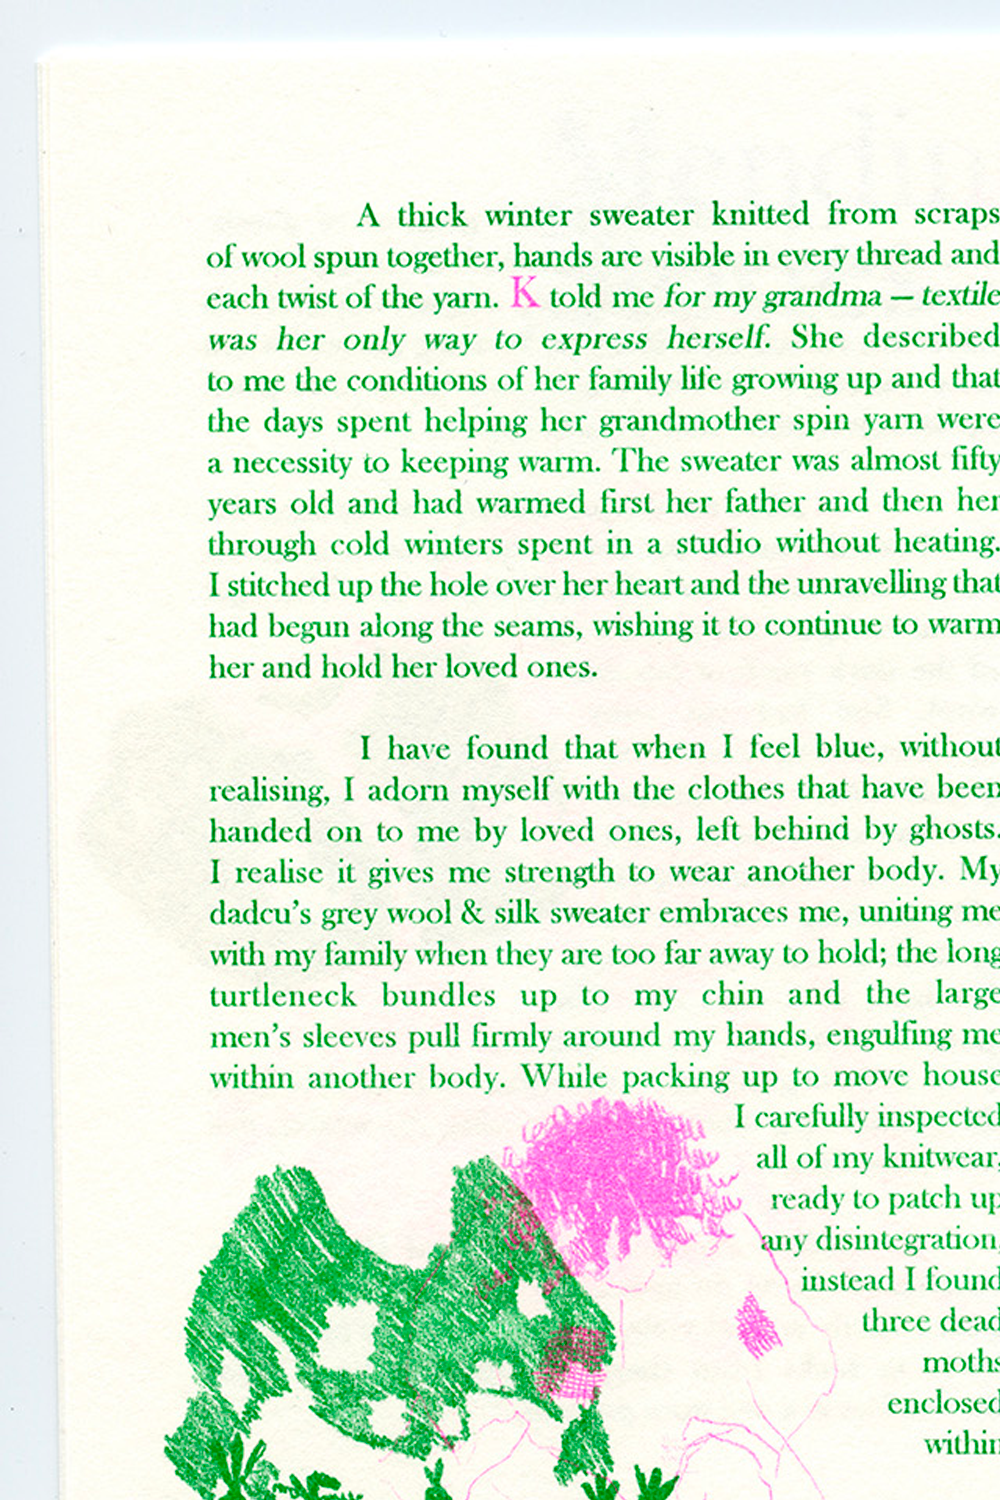 A thick winter sweater knitted from scraps
of wool spun together, hands are visible in every thread and
each twist of the yarn. K told me for my grandma – textile
was her only way to express herself. She described
to me the conditions of her family life growing up and that
the days spent helping her grandmother spin yarn were
a necessity to keeping warm. The sweater was almost fifty
years old and had warmed first her father and then her
through cold winters spent in a studio without heating.
I stitched up the hole over her heart and the unravelling that
had begun along the seams, wishing it to continue to warm
her and hold her loved ones.
I have found that when I feel blue, without
realising, I adorn myself with the clothes that have been
handed on to me by loved ones, left behind by ghosts.
I realise it gives me strength to wear another body. My
dadcu's grey wool & silk sweater embraces me, uniting me
with my family when they are too far away to hold; the long
turtleneck bundles up to my chin and the large
men's sleeves pull firmly around my hands, engulfing me
within another body. While packing up to move house
I carefully inspected
all of my knitwear,
ready to patch up
any disintegration,
instead I found
three dead
moths
enclosed
within